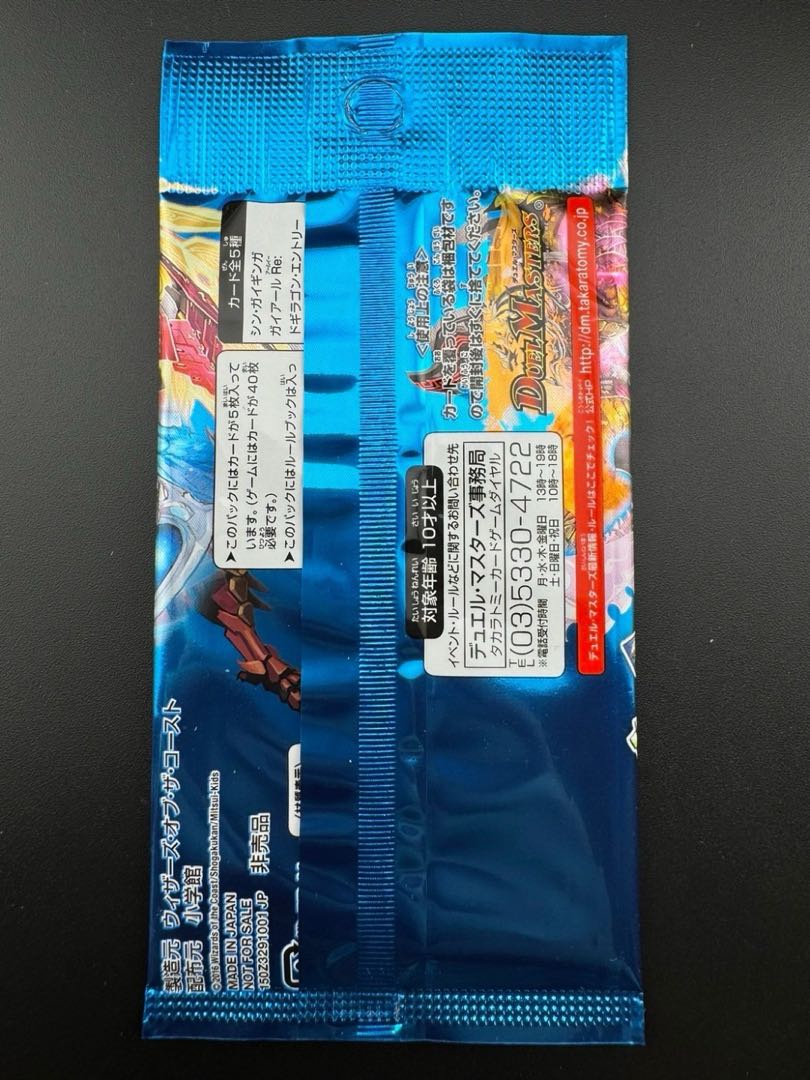 カード全5種
シン・ガイギンガ
ガイアール Re:
ドギラゴン・エントリー
▶このパックにはカードが5枚入って
います。(ゲームにはカードが40枚
必要です。)
▶このパックにはルールブックは入っ
製造元 ウィザーズ・オブ・ザ・コースト
配布元 小学館
©2016 Wizards of the Coast/Shogakukan/Mitsui-Kids
MADE IN JAPAN
NOT FOR SALE
150Z3291001JP
非売品
<使用上の注意>
カードを覆っている袋は梱包材です
ので開封後はすぐに捨ててください。
DUEL MASTERS®
デュエル・マスターズ
対象年齢 10才以上
イベント・ルールなどに関するお問い合わせ先
デュエル・マスターズ事務局
タカラトミーカードゲームダイヤル
TEL (03)5330-4722
※電話受付時間 月・水・木・金曜日 13時〜19時
土・日曜日・祝日 10時〜18時
デュエル・マスターズ最新情報・ルールはここでチェック! 公式HP http://dm.takaratomy.co.jp